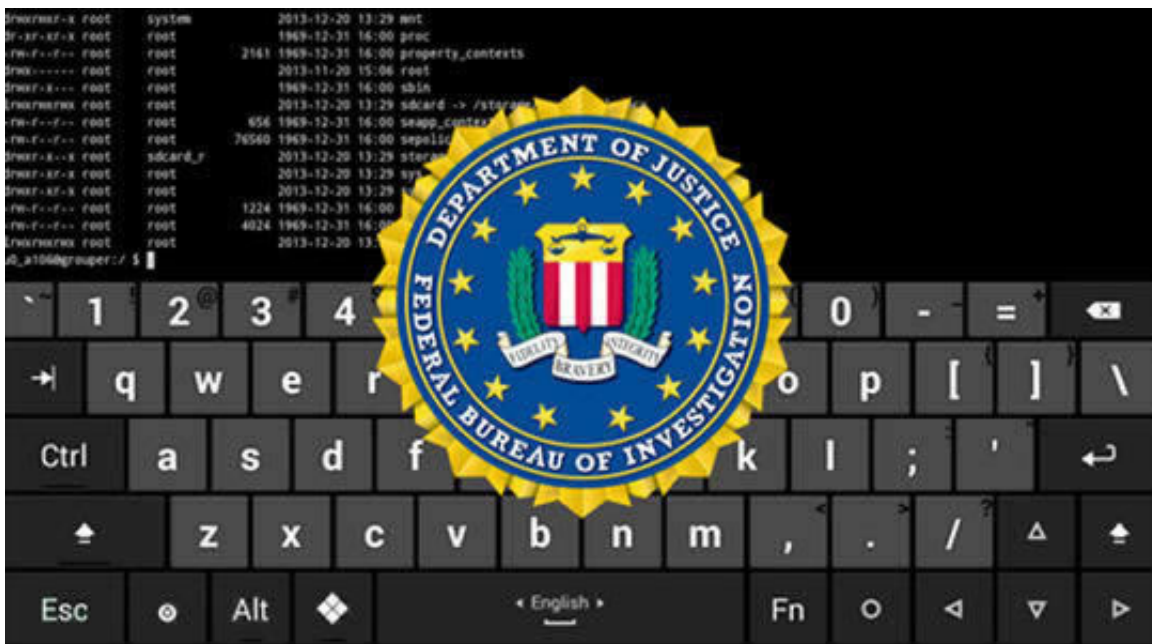 drwxrwxr-x root system 2013-12-20 13:29 mnt
dr-xr-xr-x root root 1969-12-31 16:00 proc
-rw-r--r-- root root 2161 1969-12-31 16:00 property_contexts
drwx------ root root 2013-11-20 15:06 root
drwxr-x--- root root 1969-12-31 16:00 sbin
lrwxrwxrwx root root 2013-12-20 13:29 sdcard -> /storage
-rw-r--r-- root root 656 1969-12-31 16:00 seapp_contex
-rw-r--r-- root root 76560 1969-12-31 16:00 sepolic
drwxr-x--x root sdcard_r 2013-12-20 13:29 stor
drwxr-xr-x root root 2013-12-20 13:29 sys
drwxr-xr-x root root 2013-12-20 13:29
-rw-r--r-- root root 1224 1969-12-31 16:00
-rw-r--r-- root root 4024 1969-12-31 16:00
lrwxrwxrwx root root 2013-12-20 13:
u0_a106@grouper:/ $
DEPARTMENT OF JUSTICE
FEDERAL BUREAU OF INVESTIGATION
FIDELITY BRAVERY INTEGRITY
` ~ 1 ! 2 @ 3 # 4 0 ) - _ = +
q w e r o p [ { ] } \
Ctrl a s d f k l ; : ' "
z x c v b n m , < . > / ?
Esc Alt English Fn